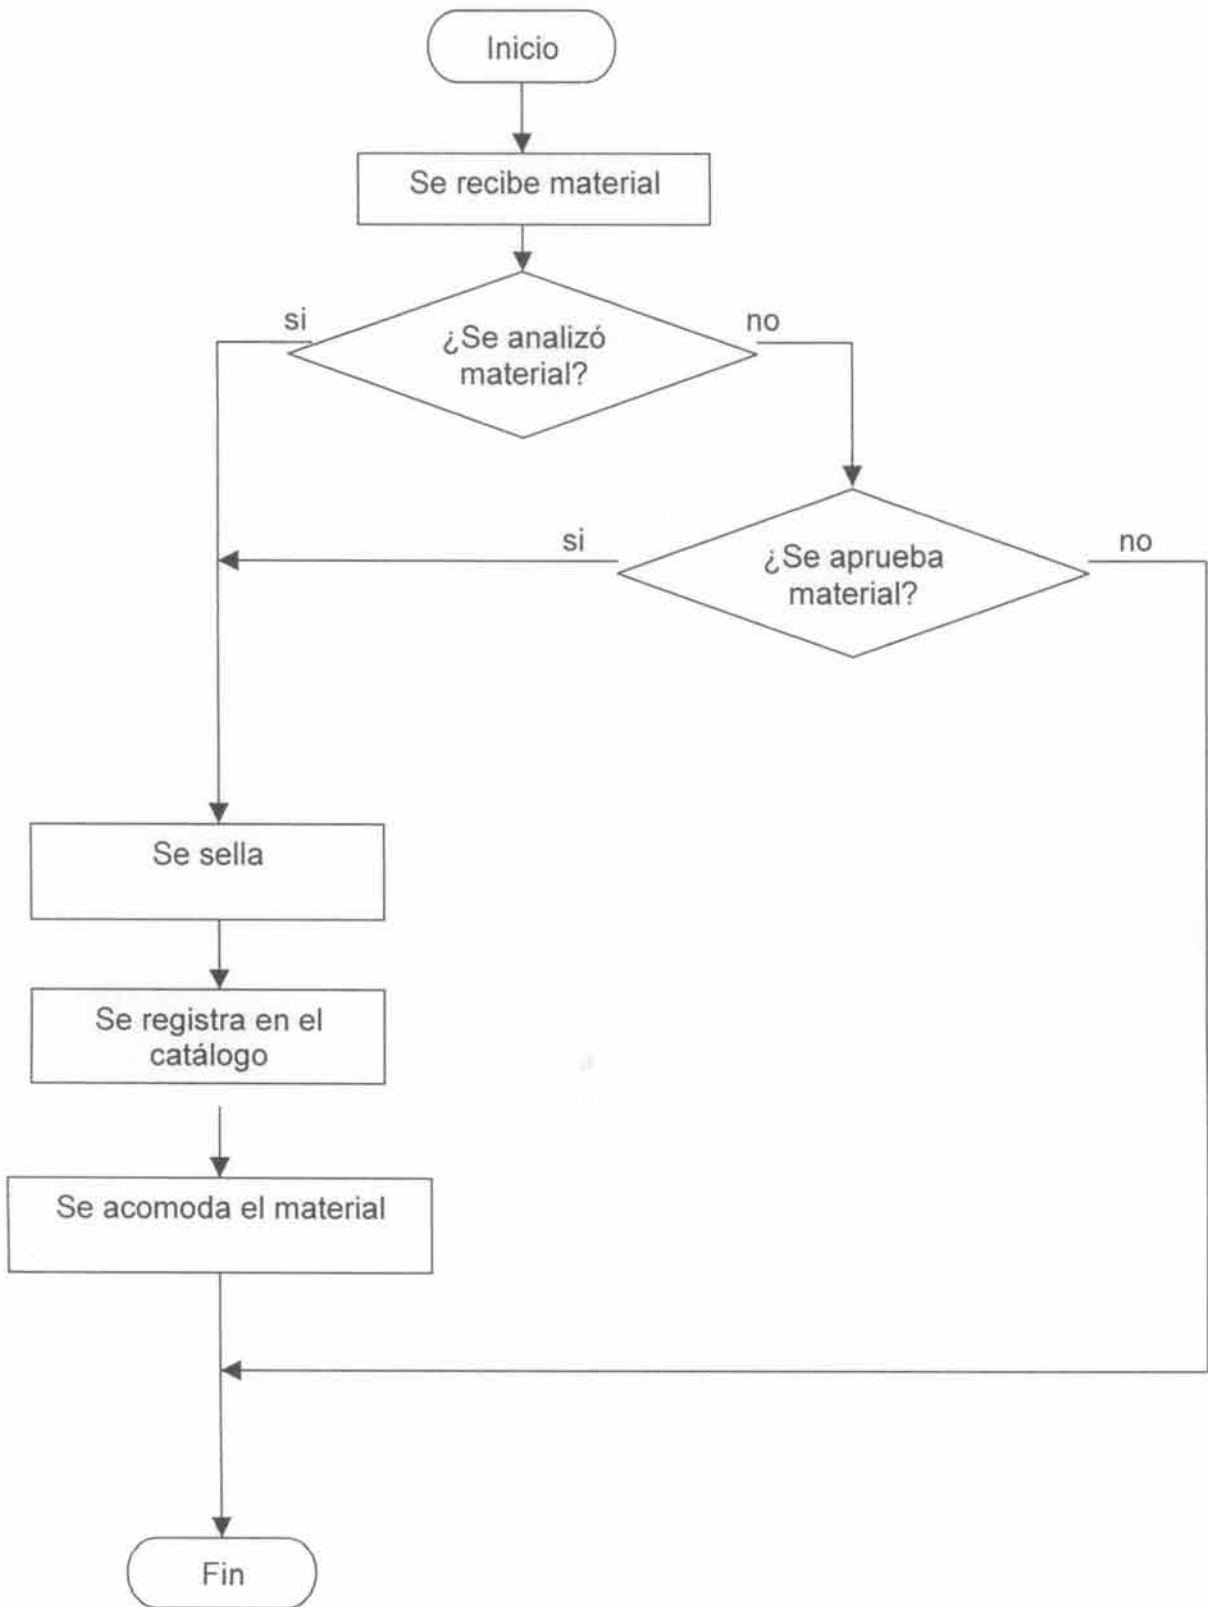 Inicio
Se recibe material
si
no
¿Se analizó
material?
si
no
¿Se aprueba
material?
Se sella
Se registra en el
catálogo
Se acomoda el material
Fin